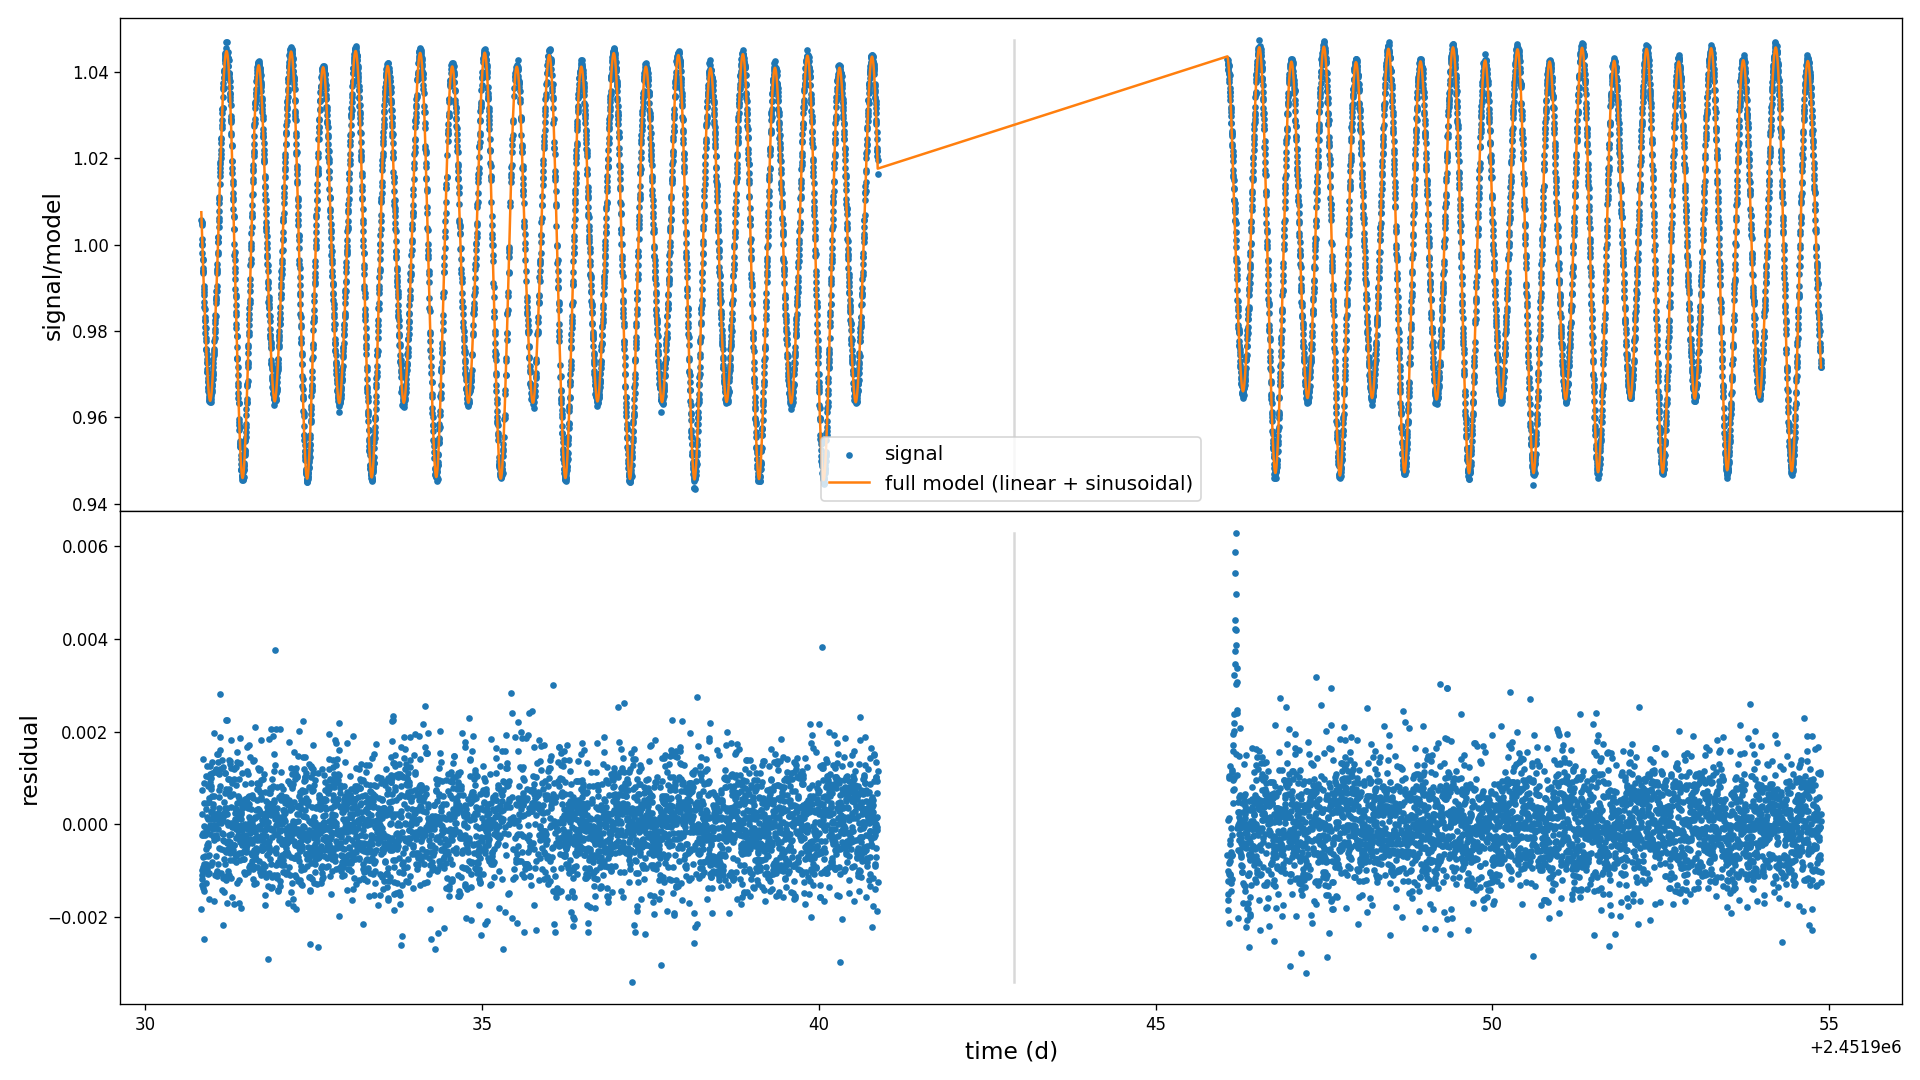 signal/model
1.04
1.02
1.00
0.98
0.96
0.94
signal
full model (linear + sinusoidal)
residual
0.006
0.004
0.002
0.000
−0.002
30
35
40
45
50
55
time (d)
+2.4519e6